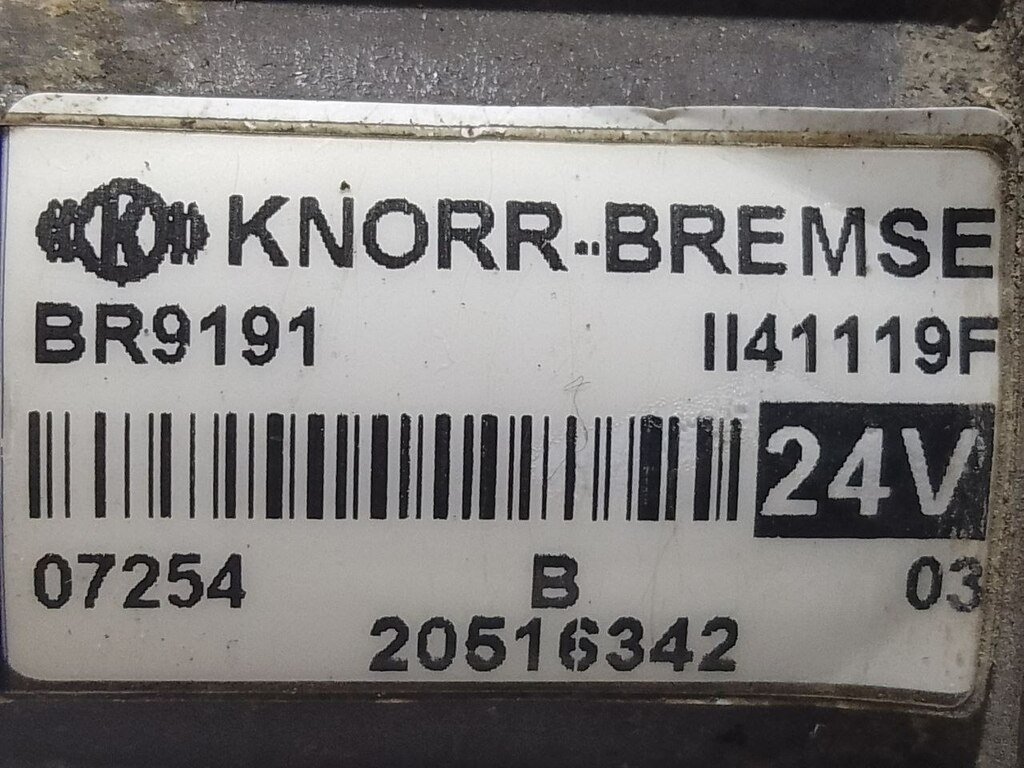 KNORR-BREMSE
BR9191 II41119F
24V
07254 B 03
20516342